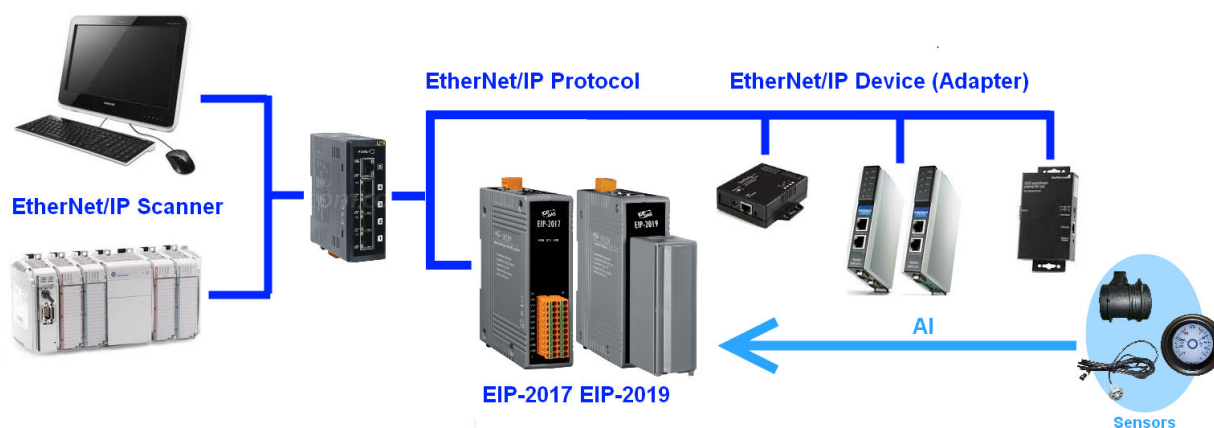 EtherNet/IP Protocol
EtherNet/IP Device (Adapter)
EtherNet/IP Scanner
EIP-2017
EIP-2019
AI
EIP-2017 EIP-2019
Sensors